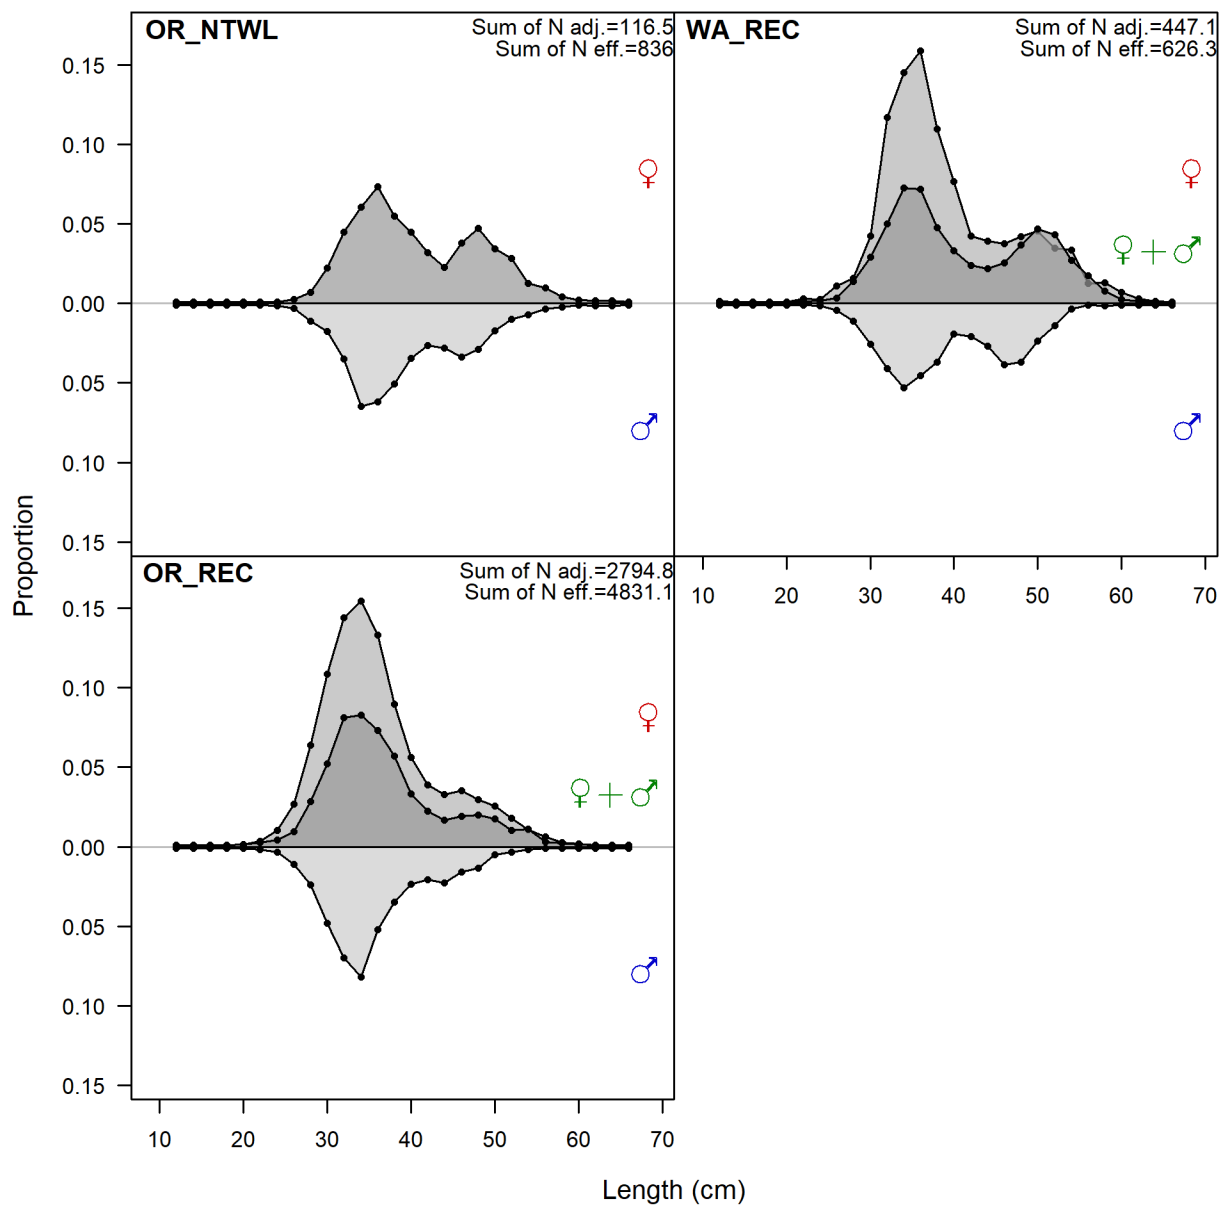 OR_NTWL
Sum of N adj.=116.5
Sum of N eff.=836
WA_REC
Sum of N adj.=447.1
Sum of N eff.=626.3
0.15
0.10
0.05
0.00
0.05
0.10
0.15
♀
♂
♀
♀+♂
♂
10 20 30 40 50 60 70
OR_REC
Sum of N adj.=2794.8
Sum of N eff.=4831.1
0.15
0.10
0.05
0.00
0.05
0.10
0.15
♀
♀+♂
♂
10 20 30 40 50 60 70
Proportion
Length (cm)